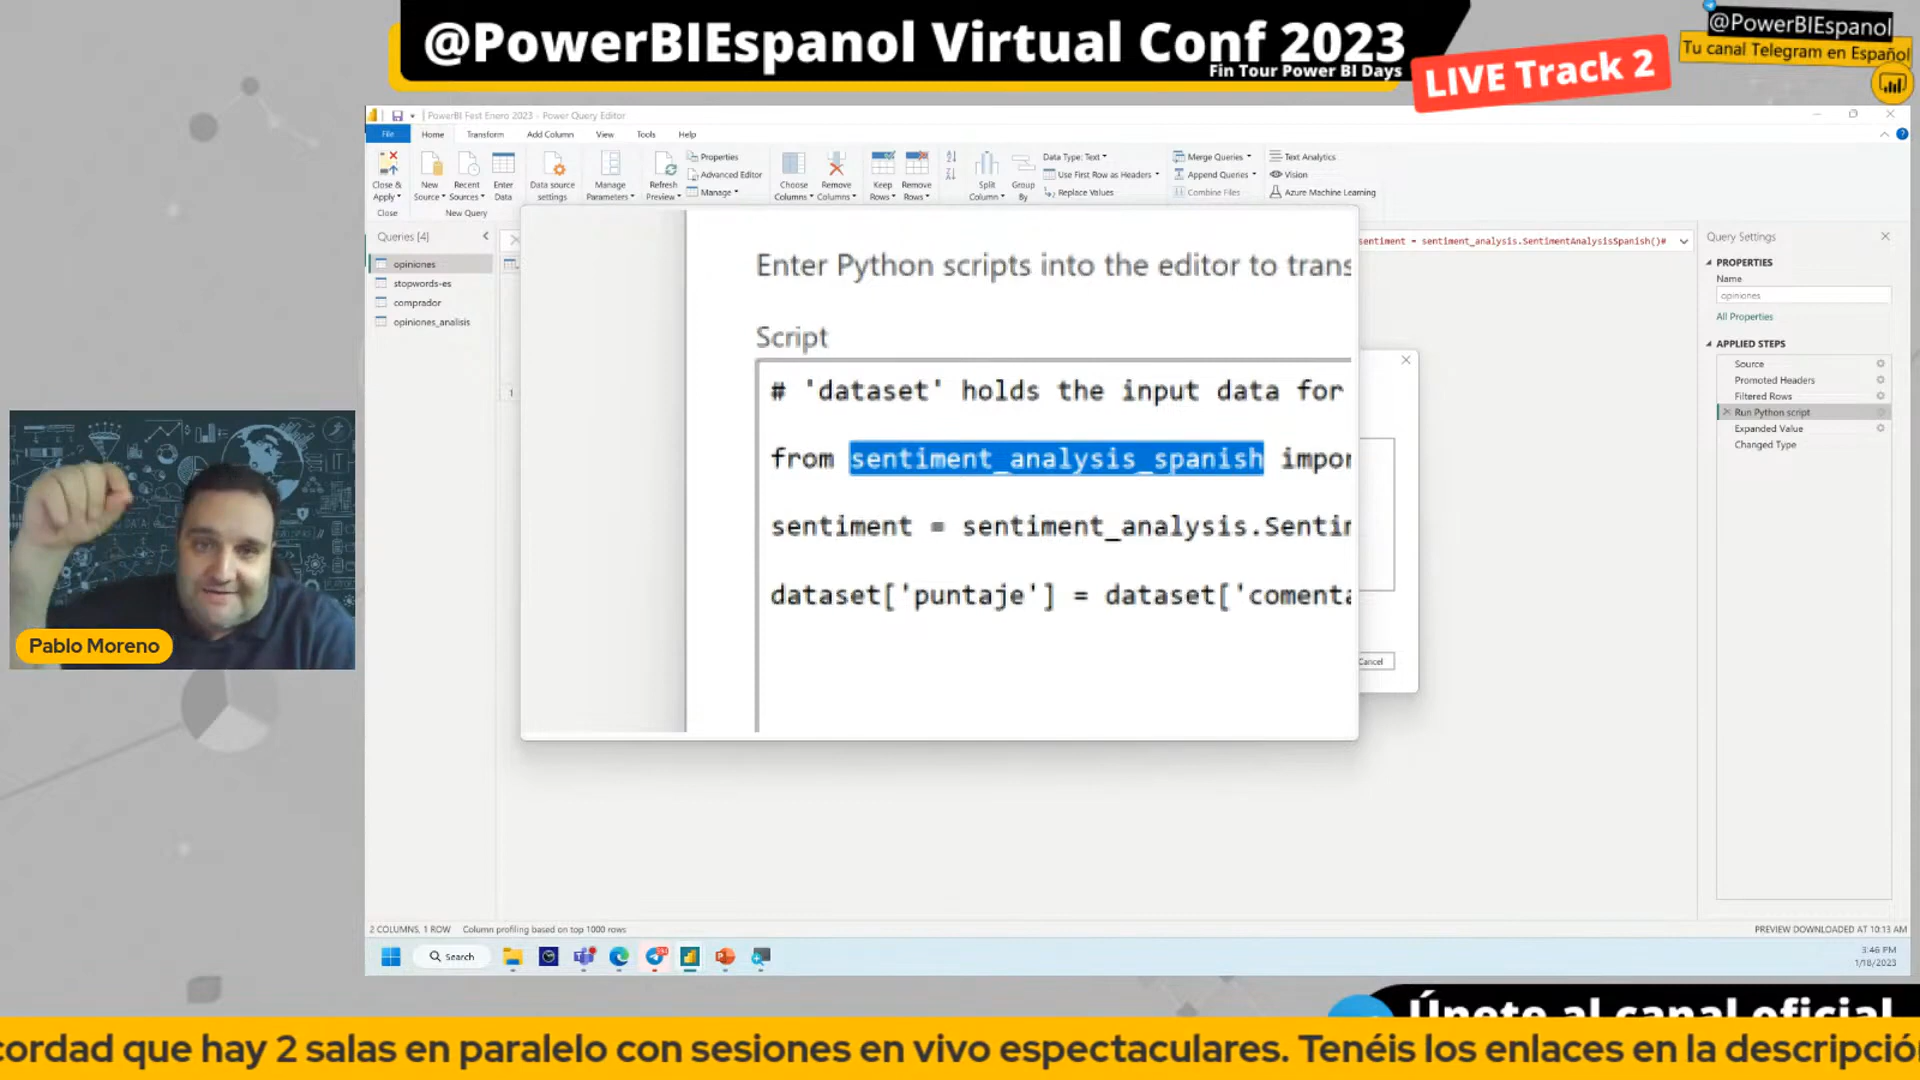 @PowerBIEspanol Virtual Conf 2023
Fin Tour Power BI Days
LIVE Track 2
@PowerBIEspanol
Tu canal Telegram en Español
PowerBI Fest Enero 2023 - Power Query Editor
File Home Transform Add Column View Tools Help
Close & Apply
New Source
Recent Sources
Enter Data
Data source settings
Manage Parameters
Refresh Preview
Properties
Advanced Editor
Manage
Choose Columns
Remove Columns
Keep Rows
Remove Rows
Split Column
Group By
Data Type: Text
Use First Row as Headers
Replace Values
Merge Queries
Append Queries
Combine Files
Text Analytics
Vision
Azure Machine Learning
Close
New Query
Queries [4]
opiniones
stopwords-es
comprador
opiniones_analisis
sentiment = sentiment_analysis.SentimentAnalysisSpanish()#
Enter Python scripts into the editor to trans
Script
# 'dataset' holds the input data for
from sentiment_analysis_spanish impor
sentiment = sentiment_analysis.Sentim
dataset['puntaje'] = dataset['comenta
1
Cancel
Query Settings
PROPERTIES
Name
opiniones
All Properties
APPLIED STEPS
Source
Promoted Headers
Filtered Rows
Run Python script
Expanded Value
Changed Type
Pablo Moreno
2 COLUMNS, 1 ROW Column profiling based on top 1000 rows
PREVIEW DOWNLOADED AT 10:13 AM
Search
3:46 PM
1/18/2023
Únete al canal oficial
cordad que hay 2 salas en paralelo con sesiones en vivo espectaculares. Tenéis los enlaces en la descripción